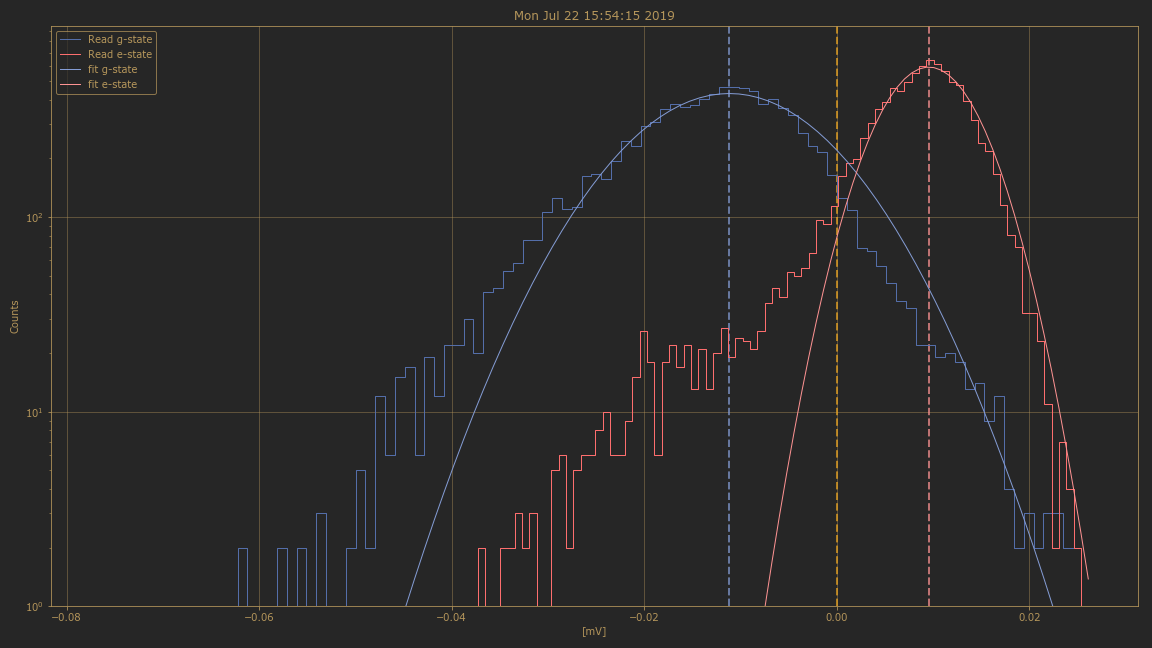 Mon Jul 22 15:54:15 2019
Read g-state
Read e-state
fit g-state
fit e-state
Counts
10²
10¹
10⁰
−0.08 −0.06 −0.04 −0.02 0.00 0.02
[mV]